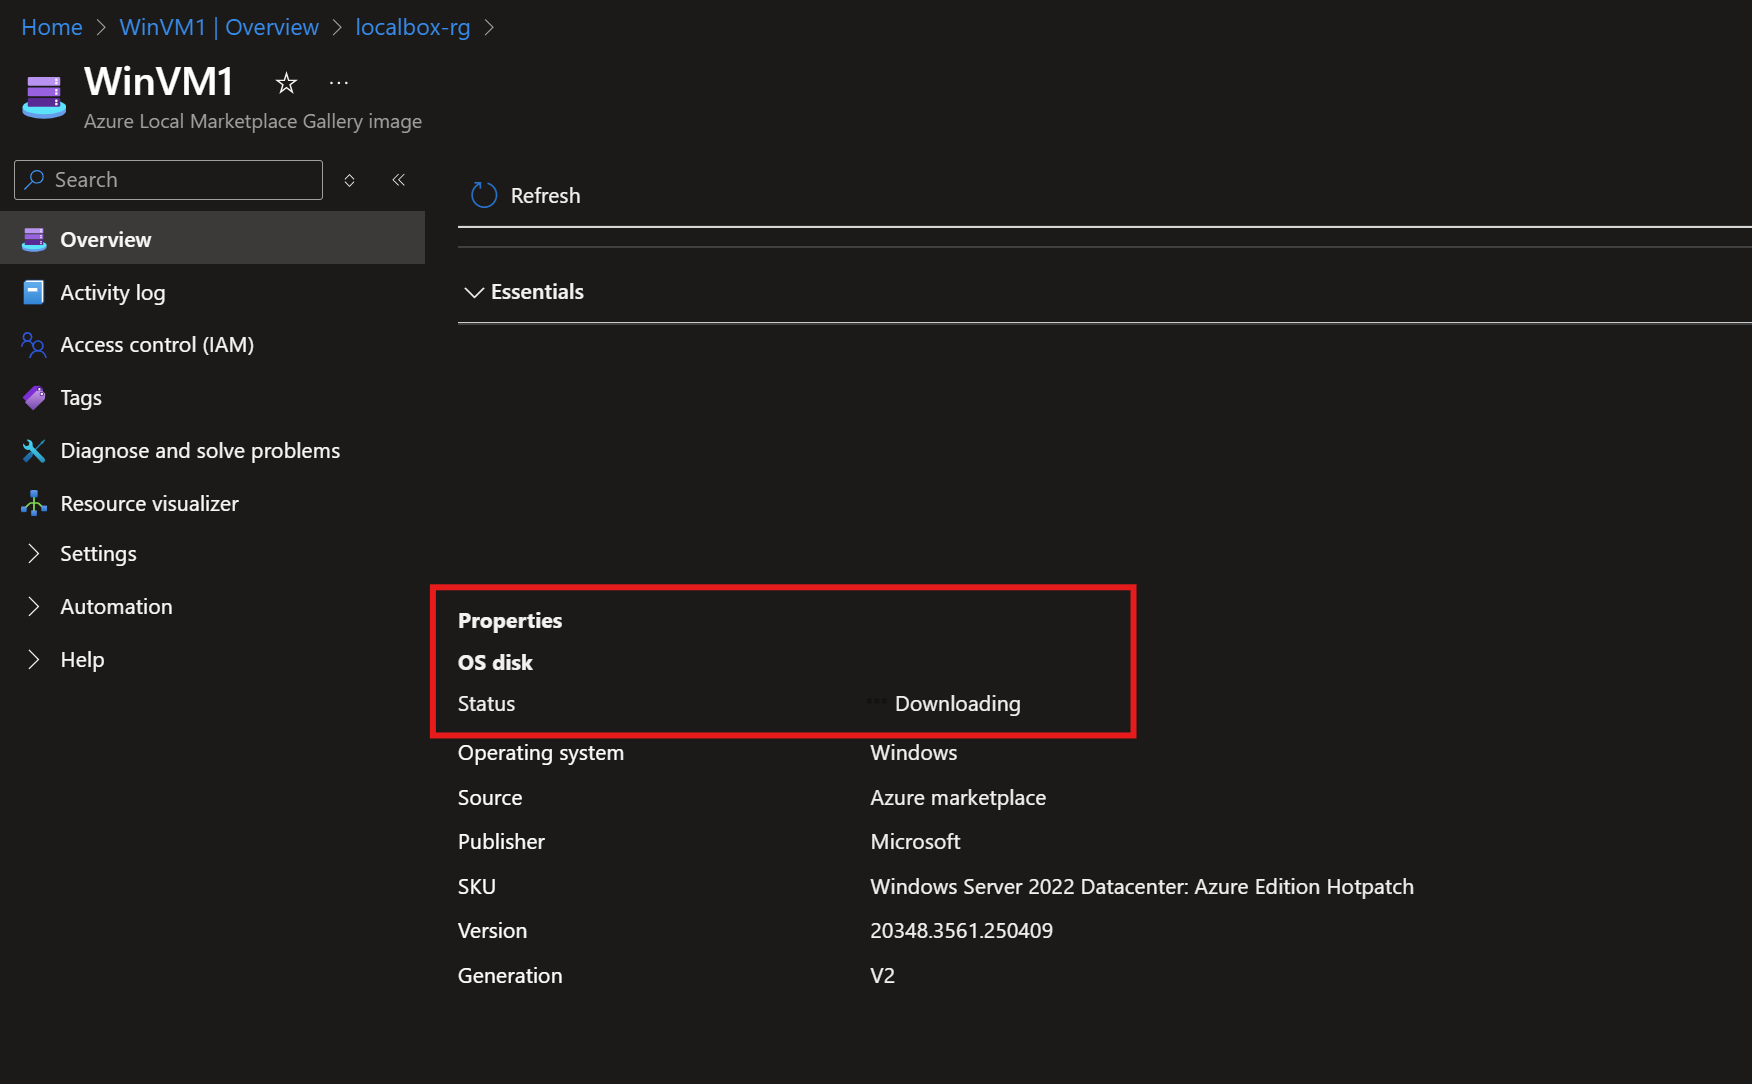 Home > WinVM1 | Overview > localbox-rg >
WinVM1
Azure Local Marketplace Gallery image
Search
Refresh
Overview
Essentials
Activity log
Access control (IAM)
Tags
Diagnose and solve problems
Resource visualizer
Settings
Automation
Help
Properties
OS disk
Status Downloading
Operating system Windows
Source Azure marketplace
Publisher Microsoft
SKU Windows Server 2022 Datacenter: Azure Edition Hotpatch
Version 20348.3561.250409
Generation V2